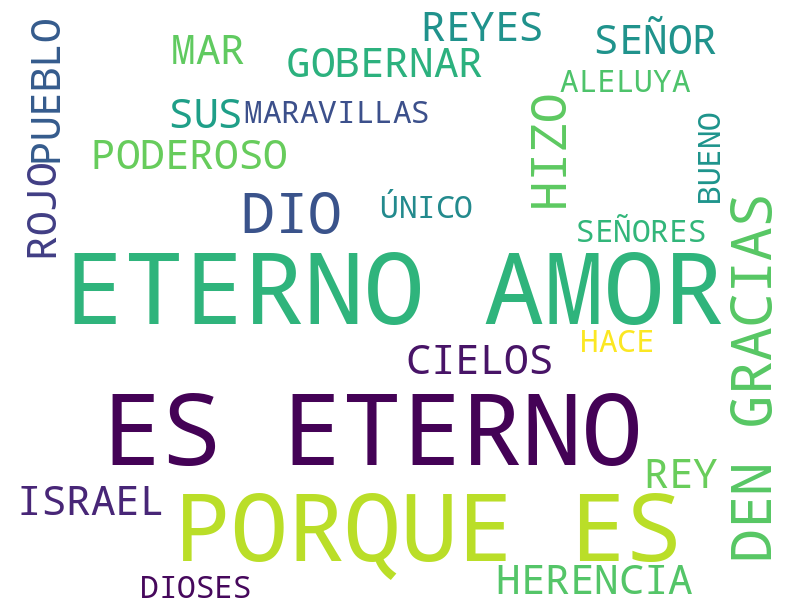 REYES
SEÑOR
MAR
GOBERNAR
PUEBLO
ALELUYA
SUS
MARAVILLAS
HIZO
BUENO
PODEROSO
ROJO
DIO
ÚNICO
SEÑORES
ETERNO AMOR
DEN GRACIAS
HACE
CIELOS
ES ETERNO
REY
ISRAEL
PORQUE ES
HERENCIA
DIOSES